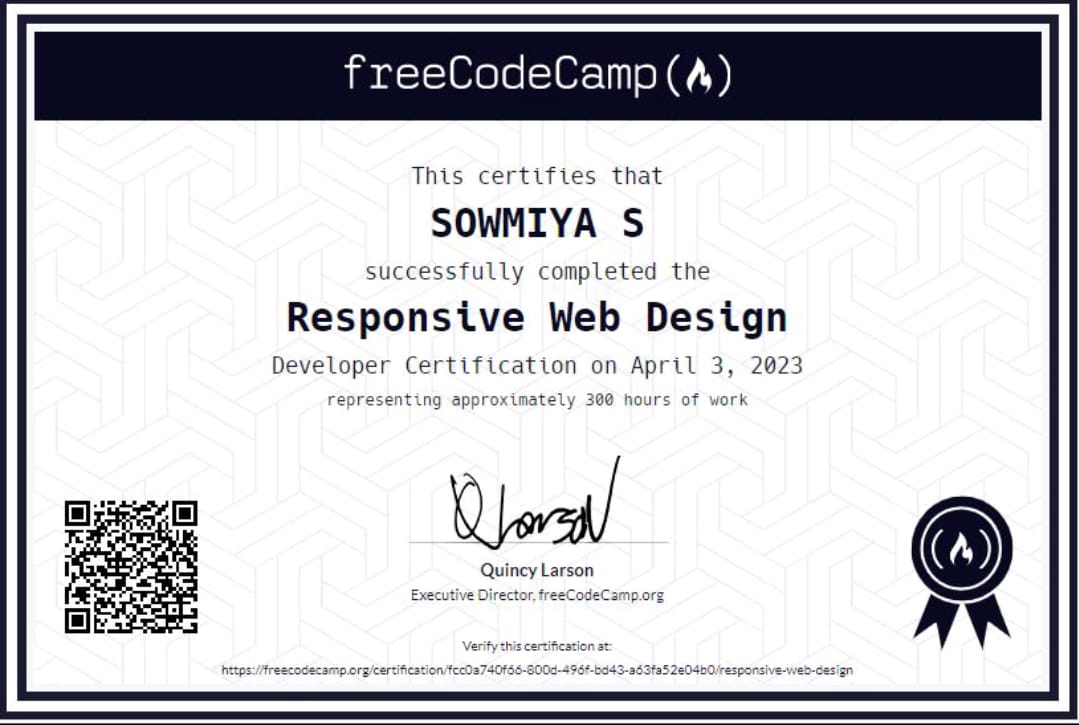 freeCodeCamp
This certifies that
SOWMIYA S
successfully completed the
Responsive Web Design
Developer Certification on April 3, 2023
representing approximately 300 hours of work
Q Larson
Quincy Larson
Executive Director, freeCodeCamp.org
Verify this certification at:
https://freecodecamp.org/certification/fcc0a740f66-800d-496f-bd43-a63fa52e04b0/responsive-web-design